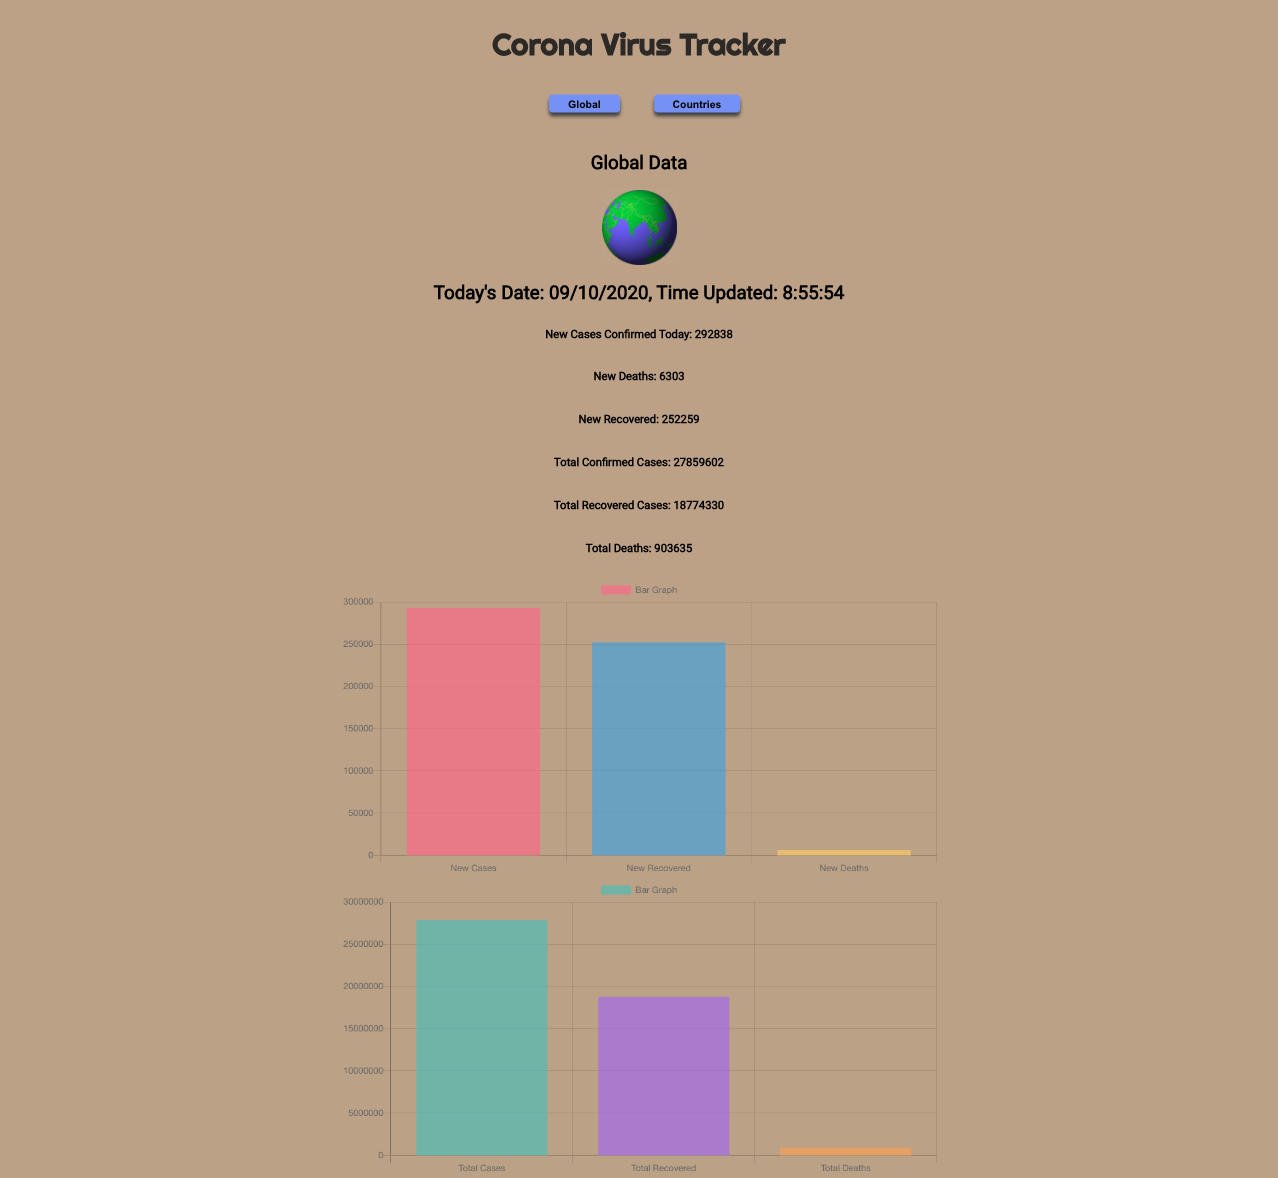 Corona Virus Tracker
Global Countries
Global Data
Today's Date: 09/10/2020, Time Updated: 8:55:54
New Cases Confirmed Today: 292838
New Deaths: 6303
New Recovered: 252259
Total Confirmed Cases: 27859602
Total Recovered Cases: 18774330
Total Deaths: 903635
Bar Graph
300000
250000
200000
150000
100000
50000
0
New Cases New Recovered New Deaths
Bar Graph
30000000
25000000
20000000
15000000
10000000
5000000
0
Total Cases Total Recovered Total Deaths